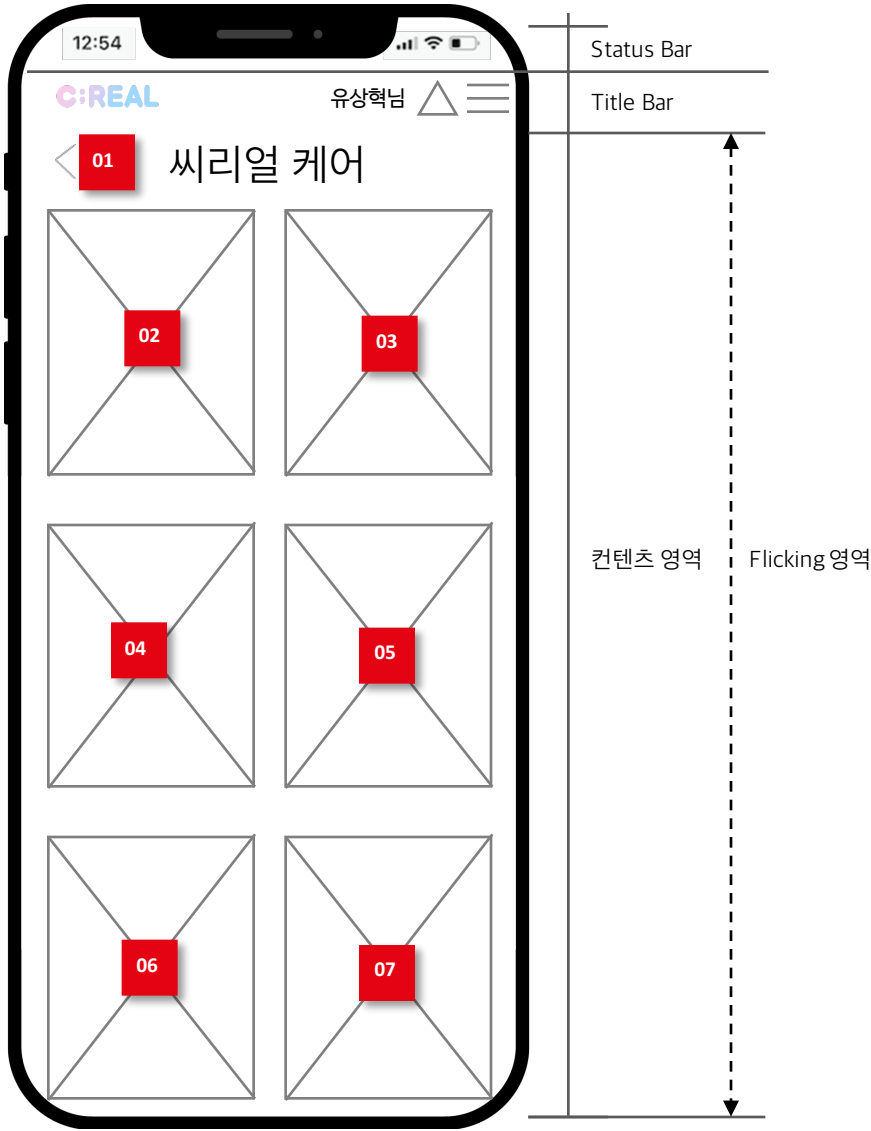 12:54
Status Bar
C:REAL
유상혁님
Title Bar
01
씨리얼 케어
02
03
컨텐츠 영역
Flicking 영역
04
05
06
07